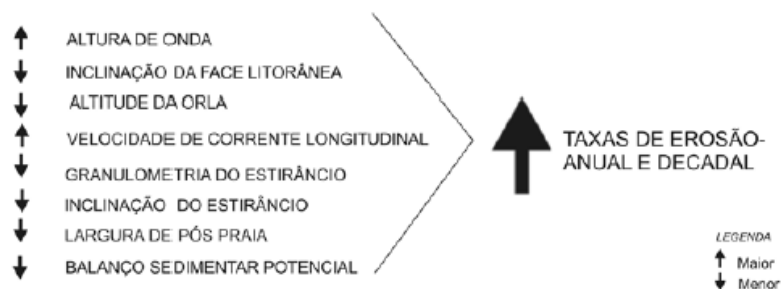 ALTURA DE ONDA
INCLINAÇÃO DA FACE LITORÂNEA
ALTITUDE DA ORLA
VELOCIDADE DE CORRENTE LONGITUDINAL
GRANULOMETRIA DO ESTIRÂNCIO
INCLINAÇÃO DO ESTIRÂNCIO
LARGURA DE PÓS PRAIA
BALANÇO SEDIMENTAR POTENCIAL
TAXAS DE EROSÃO-
ANUAL E DECADAL
LEGENDA
Maior
Menor